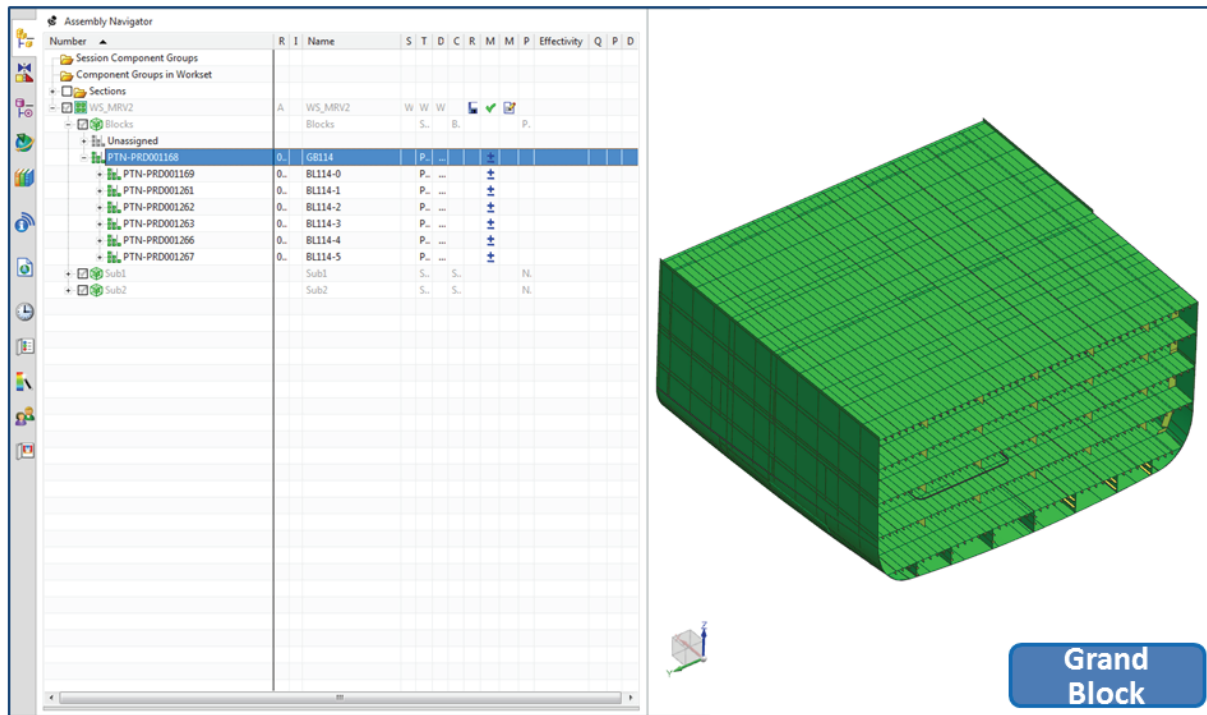 Assembly Navigator
Number R I Name S T D C R M M P Effectivity Q P D
Session Component Groups
Component Groups in Workset
Sections
WS_MRV2 A WS_MRV2 W W W
Blocks Blocks S.. B. P.
Unassigned
PTN-PRD001168 0.. GB114 P.. ...
PTN-PRD001169 0.. BL114-0 P.. ...
PTN-PRD001261 0.. BL114-1 P.. ...
PTN-PRD001262 0.. BL114-2 P.. ...
PTN-PRD001263 0.. BL114-3 P.. ...
PTN-PRD001266 0.. BL114-4 P.. ...
PTN-PRD001267 0.. BL114-5 P.. ...
Sub1 Sub1 S.. S.. N.
Sub2 Sub2 S.. S.. N.
Z
Y
Grand
Block